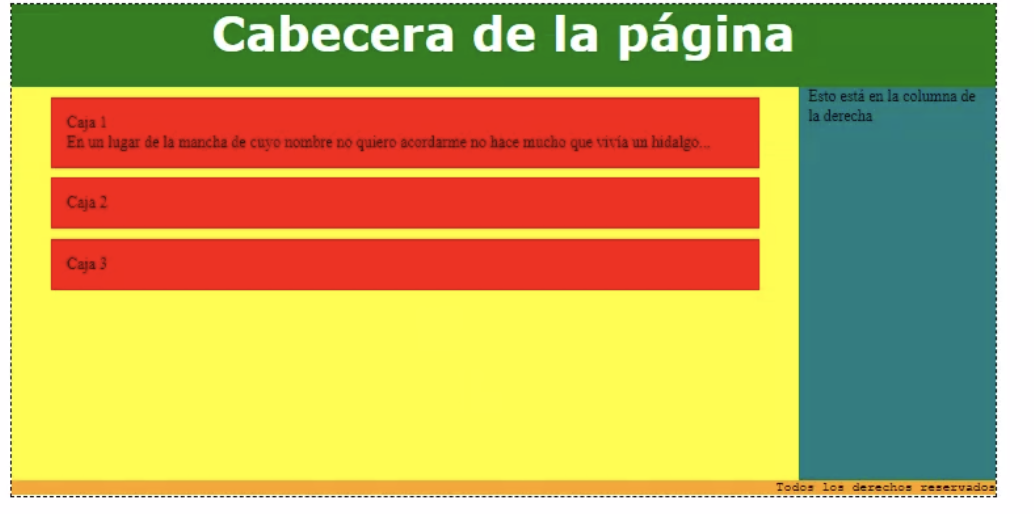 Cabecera de la página
Caja 1
En un lugar de la mancha de cuyo nombre no quiero acordarme no hace mucho que vivía un hidalgo...
Caja 2
Caja 3
Esto está en la columna de
la derecha
Todos los derechos reservados